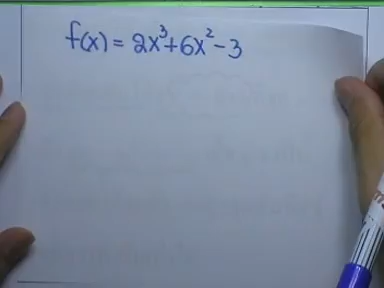 f(x) = 2x³+6x²-3